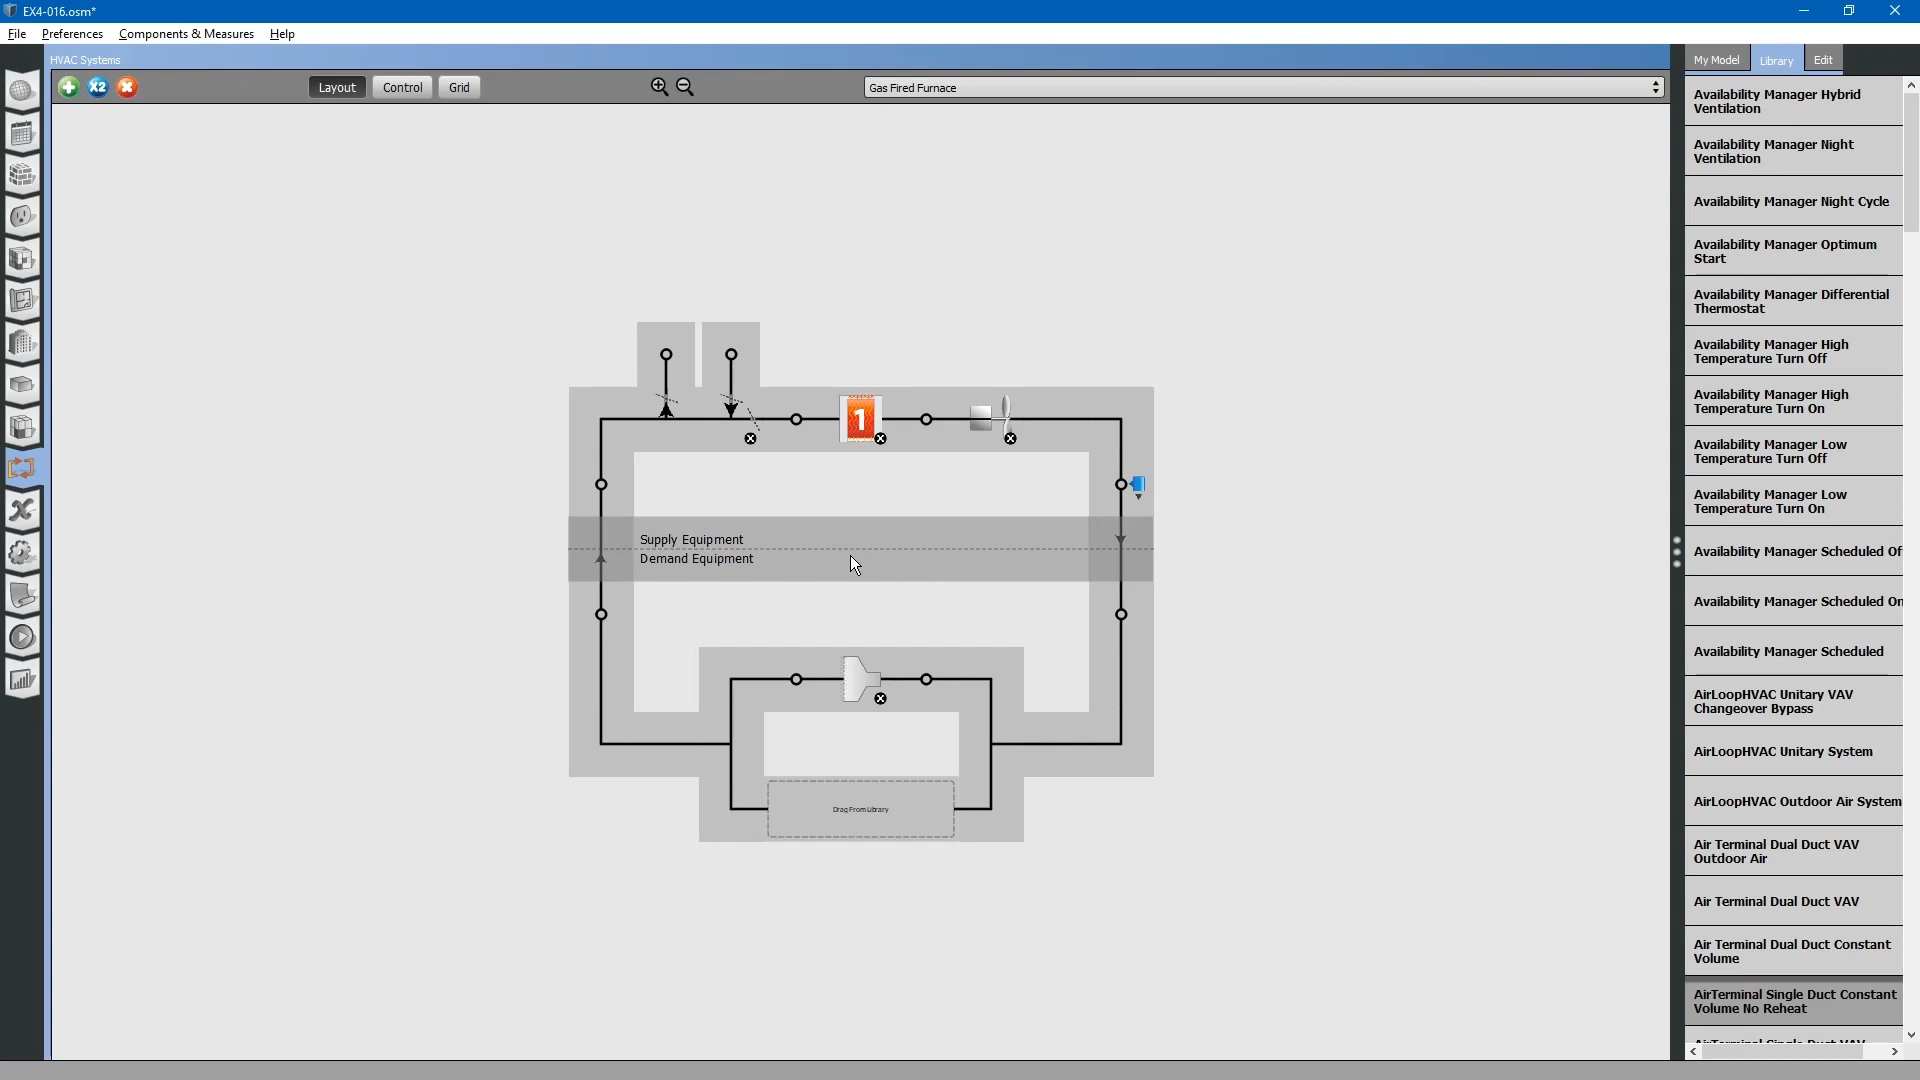 EX4-016.osm*
File Preferences Components & Measures Help
HVAC Systems
My Model Library Edit
X2 Layout Control Grid Gas Fired Furnace
Availability Manager Hybrid
Ventilation
Availability Manager Night
Ventilation
Availability Manager Night Cycle
Availability Manager Optimum
Start
Availability Manager Differential
Thermostat
Availability Manager High
Temperature Turn Off
Availability Manager High
Temperature Turn On
Availability Manager Low
Temperature Turn Off
Availability Manager Low
Temperature Turn On
Availability Manager Scheduled Of
Availability Manager Scheduled On
Availability Manager Scheduled
AirLoopHVAC Unitary VAV
Changeover Bypass
AirLoopHVAC Unitary System
AirLoopHVAC Outdoor Air System
Air Terminal Dual Duct VAV
Outdoor Air
Air Terminal Dual Duct VAV
Air Terminal Dual Duct Constant
Volume
AirTerminal Single Duct Constant
Volume No Reheat
1
Supply Equipment
Demand Equipment
Drag From Library